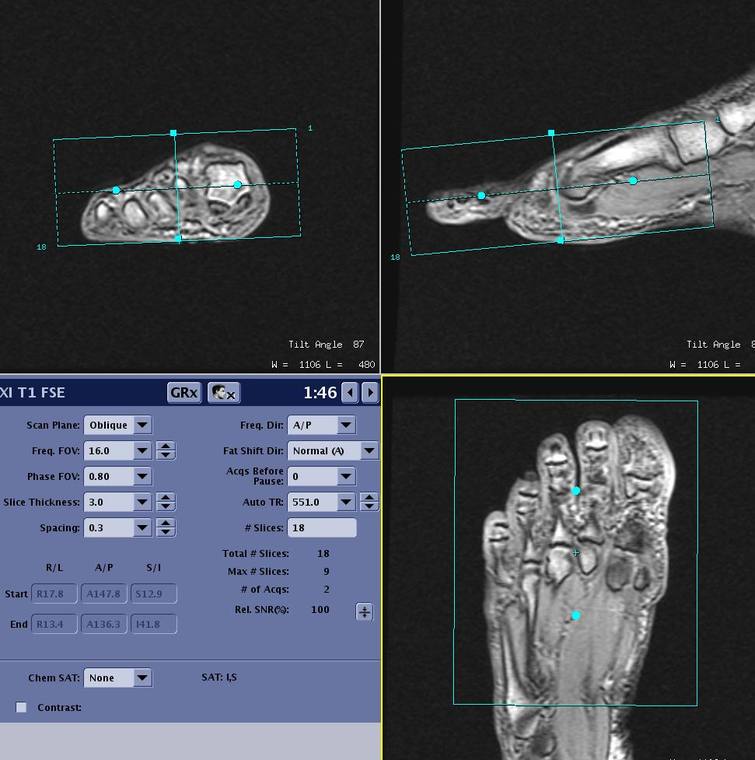 1
18
Tilt Angle 87
W = 1106 L = 480
1
18
Tilt Angle 8
W = 1106 L =
XI T1 FSE GRx 1:46
Scan Plane: Oblique Freq. Dir: A/P
Freq. FOV: 16.0 Fat Shift Dir: Normal (A)
Phase FOV: 0.80 Acqs Before Pause: 0
Slice Thickness: 3.0 Auto TR: 551.0
Spacing: 0.3 # Slices: 18
Total # Slices: 18
R/L A/P S/I Max # Slices: 9
Start R17.8 A147.8 S12.9 # of Acqs: 2
Rel. SNR(%): 100
End R13.4 A136.3 I41.8
Chem SAT: None SAT: I,S
Contrast: